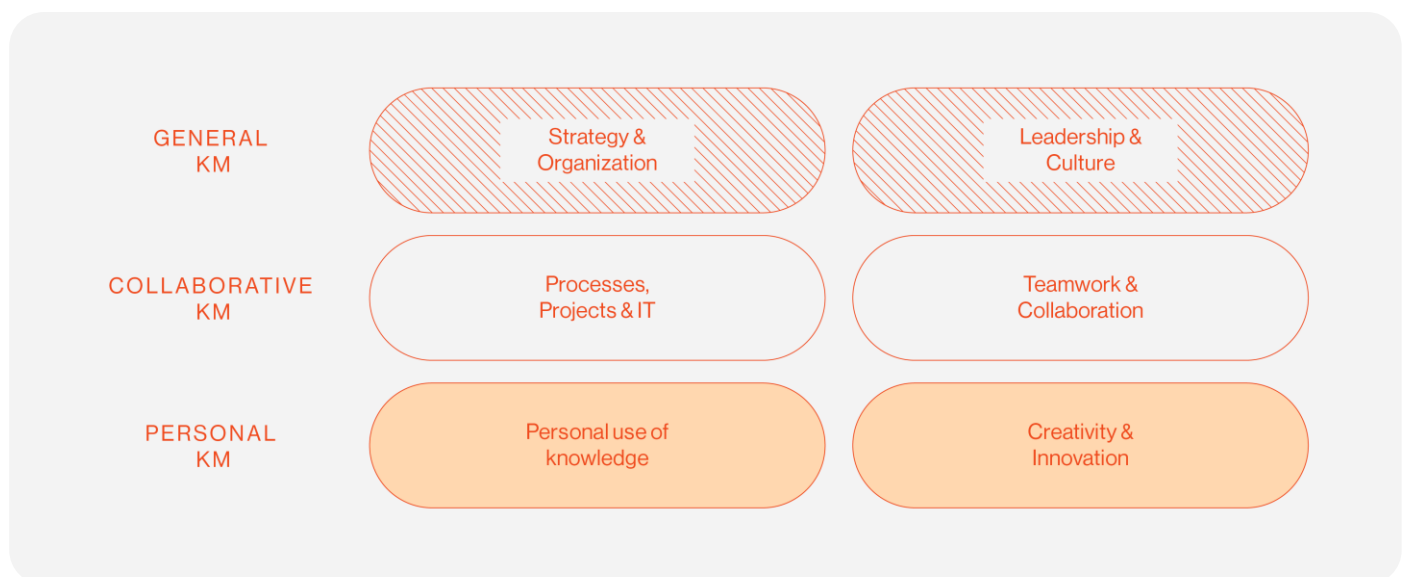 GENERAL
KM
Strategy &
Organization
Leadership &
Culture
COLLABORATIVE
KM
Processes,
Projects & IT
Teamwork &
Collaboration
PERSONAL
KM
Personal use of
knowledge
Creativity &
Innovation